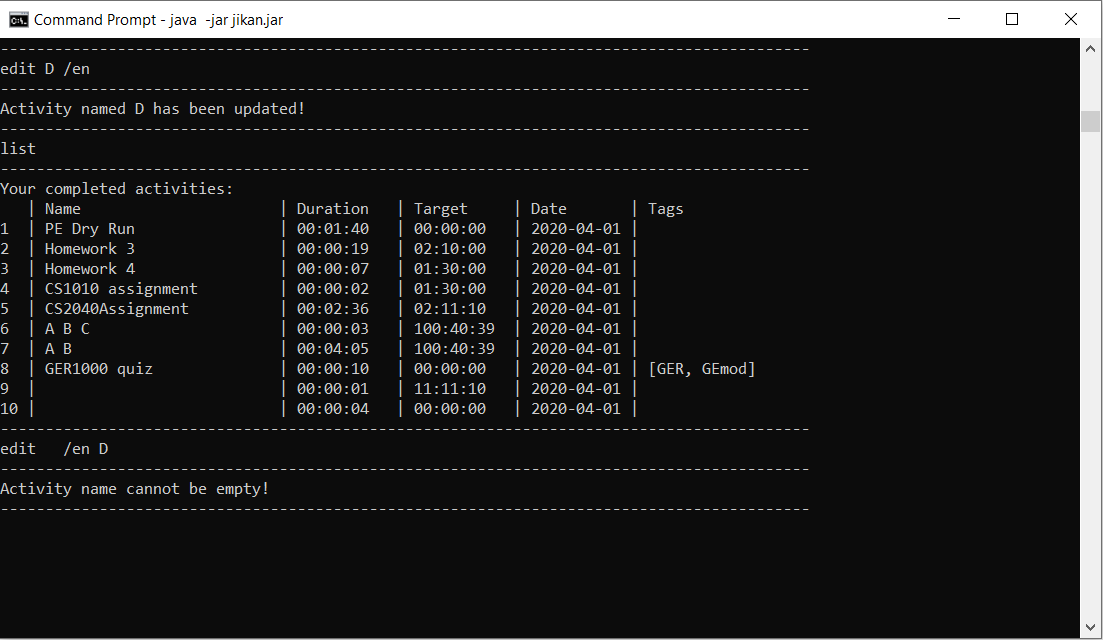 Command Prompt - java  -jar jikan.jar
------------------------------------------------------------------------------------------
edit D /en
------------------------------------------------------------------------------------------
Activity named D has been updated!
------------------------------------------------------------------------------------------
list
------------------------------------------------------------------------------------------
Your completed activities:
   | Name                      | Duration   | Target     | Date       | Tags
1  | PE Dry Run                | 00:01:40   | 00:00:00   | 2020-04-01 |
2  | Homework 3                | 00:00:19   | 02:10:00   | 2020-04-01 |
3  | Homework 4                | 00:00:07   | 01:30:00   | 2020-04-01 |
4  | CS1010 assignment         | 00:00:02   | 01:30:00   | 2020-04-01 |
5  | CS2040Assignment          | 00:02:36   | 02:11:10   | 2020-04-01 |
6  | A B C                     | 00:00:03   | 100:40:39  | 2020-04-01 |
7  | A B                       | 00:04:05   | 100:40:39  | 2020-04-01 |
8  | GER1000 quiz              | 00:00:10   | 00:00:00   | 2020-04-01 | [GER, GEmod]
9  |                           | 00:00:01   | 11:11:10   | 2020-04-01 |
10 |                           | 00:00:04   | 00:00:00   | 2020-04-01 |
------------------------------------------------------------------------------------------
edit   /en D
------------------------------------------------------------------------------------------
Activity name cannot be empty!
------------------------------------------------------------------------------------------